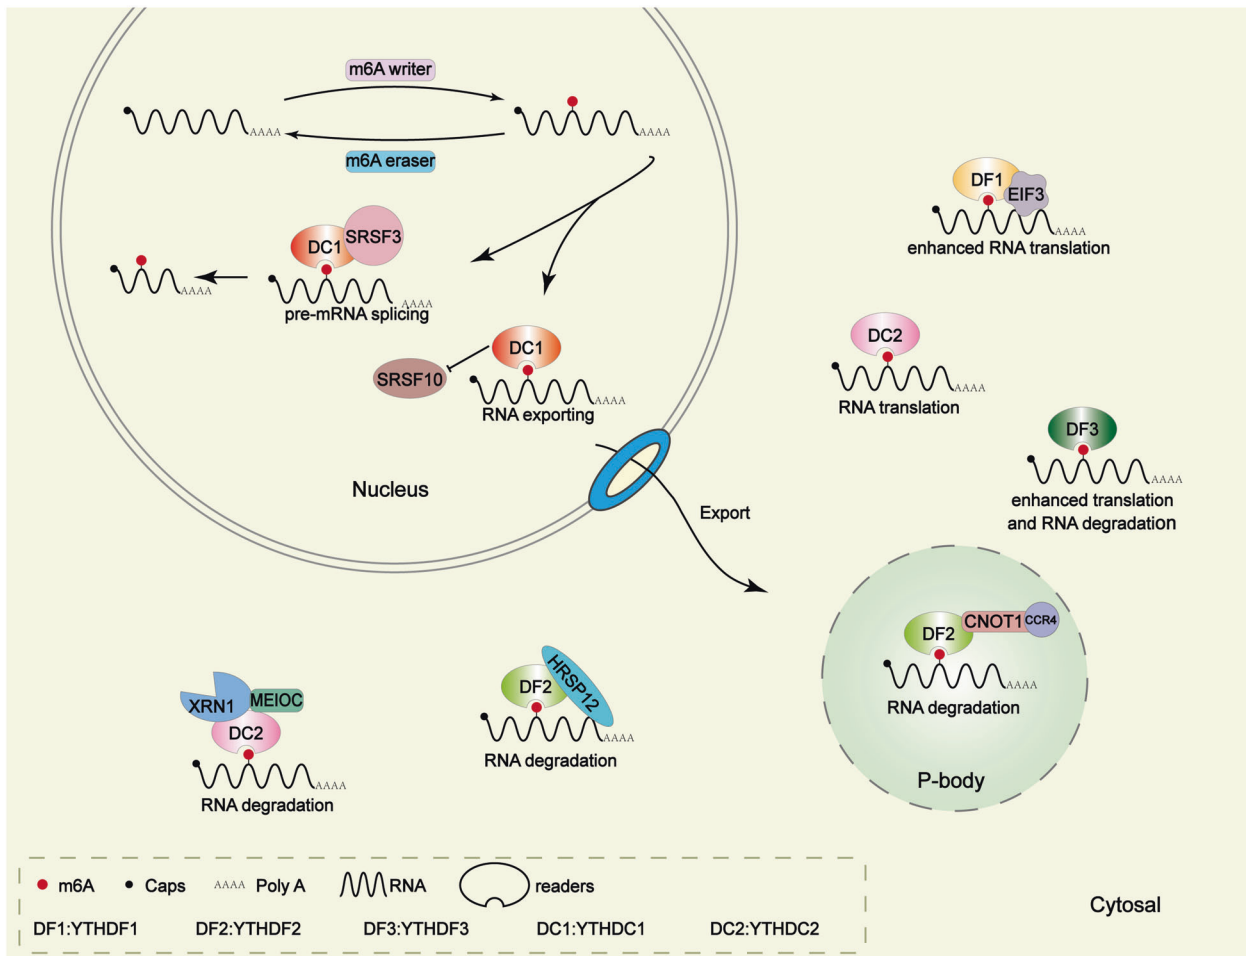 m6A writer
AAAA
AAAA
m6A eraser
DF1
EIF3
AAAA
enhanced RNA translation
SRSF3
DC1
AAAA
AAAA
pre-mRNA splicing
DC2
AAAA
RNA translation
DC1
SRSF10
AAAA
RNA exporting
DF3
AAAA
enhanced translation
and RNA degradation
Nucleus
Export
CNOT1
CCR4
DF2
AAAA
RNA degradation
P-body
XRN1
MEIOC
DC2
AAAA
RNA degradation
HRSP12
DF2
AAAA
RNA degradation
m6A
Caps
AAAA Poly A
RNA
readers
DF1:YTHDF1
DF2:YTHDF2
DF3:YTHDF3
DC1:YTHDC1
DC2:YTHDC2
Cytosal